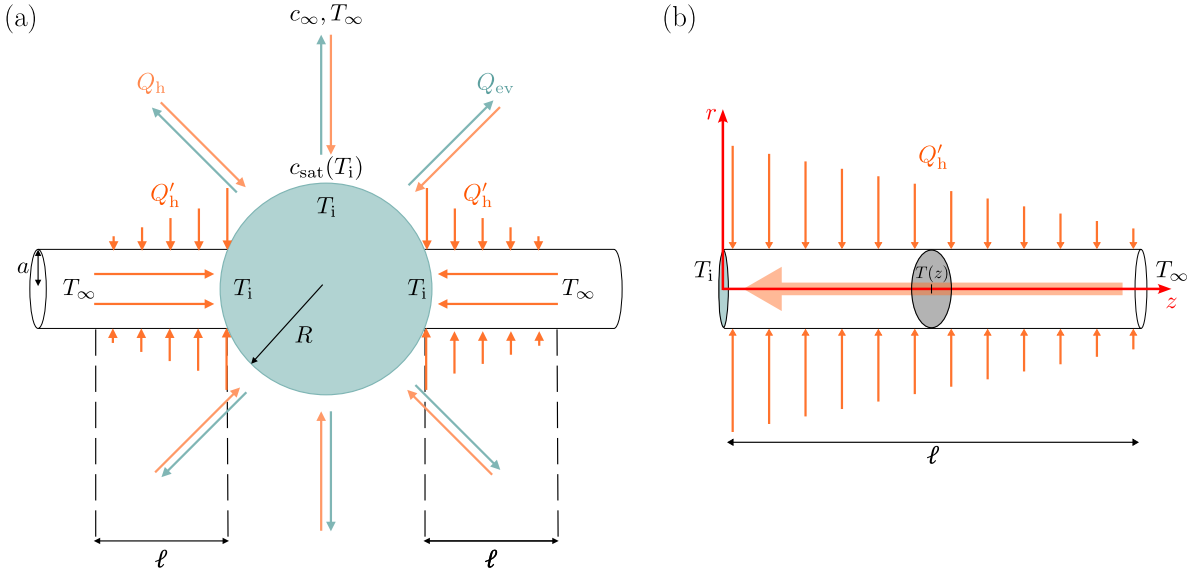 (a)
c∞, T∞
Qh
Qev
csat(Ti)
Q′h
Ti
Q′h
a
T∞
Ti
Ti
T∞
R
ℓ
ℓ
(b)
r
Q′h
Ti
T(z)
T∞
z
ℓ